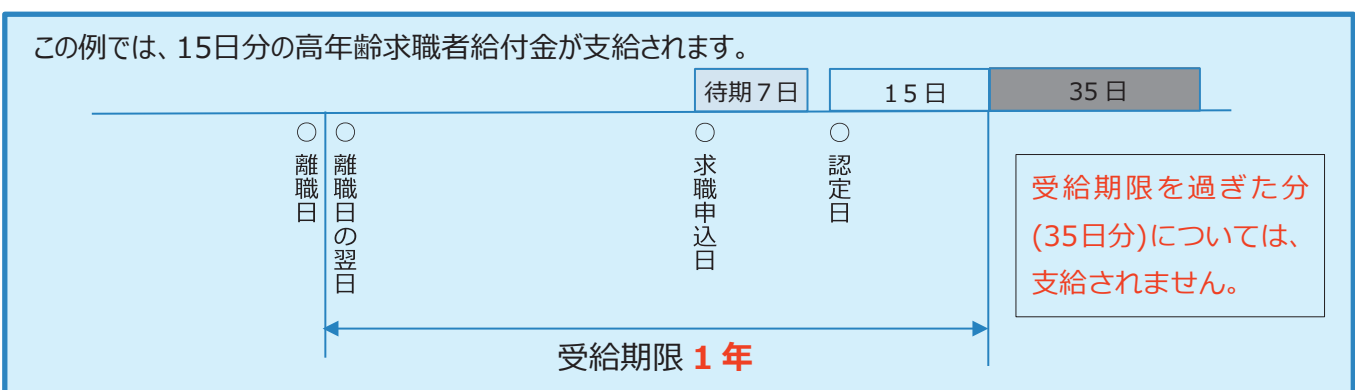 この例では、15日分の高年齢求職者給付金が支給されます。
待期７日
１５日
35日
○離職日
○離職日の翌日
○求職申込日
○認定日
受給期限を過ぎた分
(35日分)については、
支給されません。
受給期限 1 年